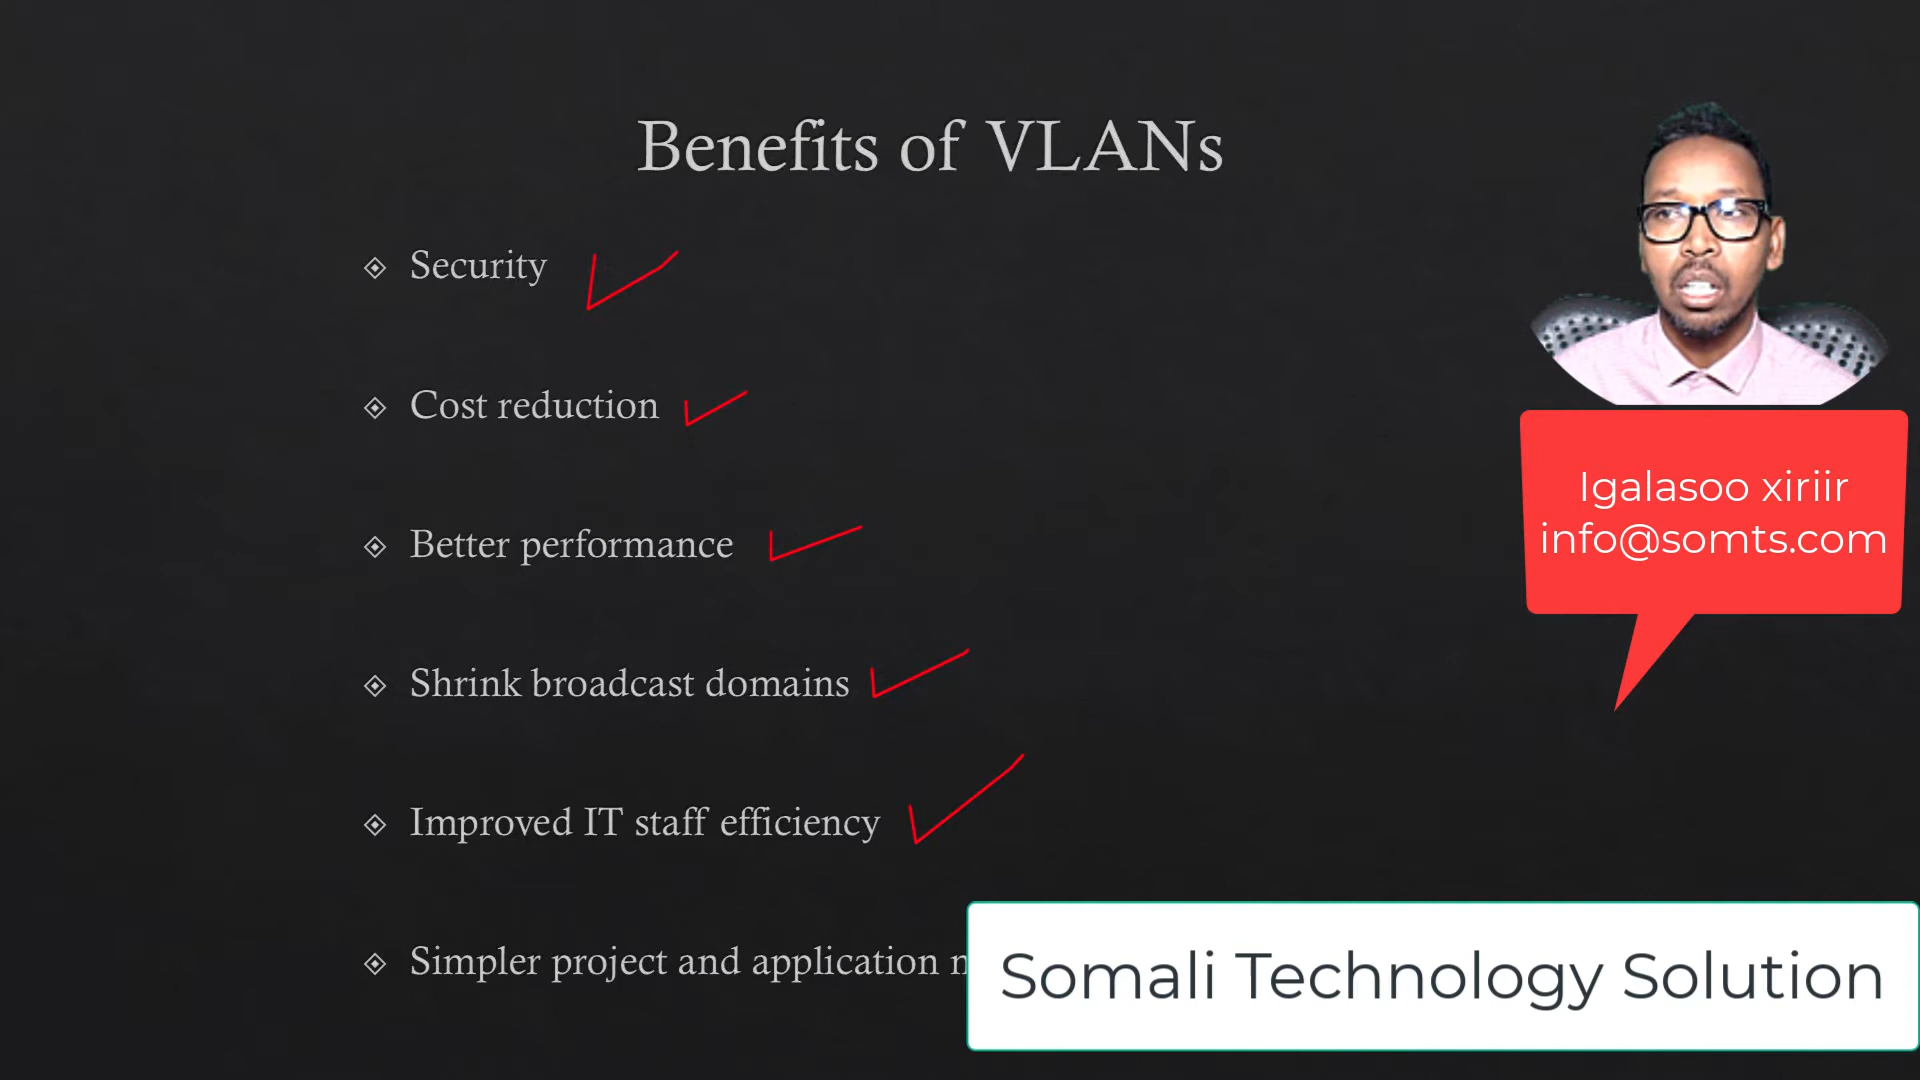 Benefits of VLANs
Security
Cost reduction
Better performance
Shrink broadcast domains
Improved IT staff efficiency
Simpler project and application
Igalasoo xiriir
info@somts.com
Somali Technology Solution